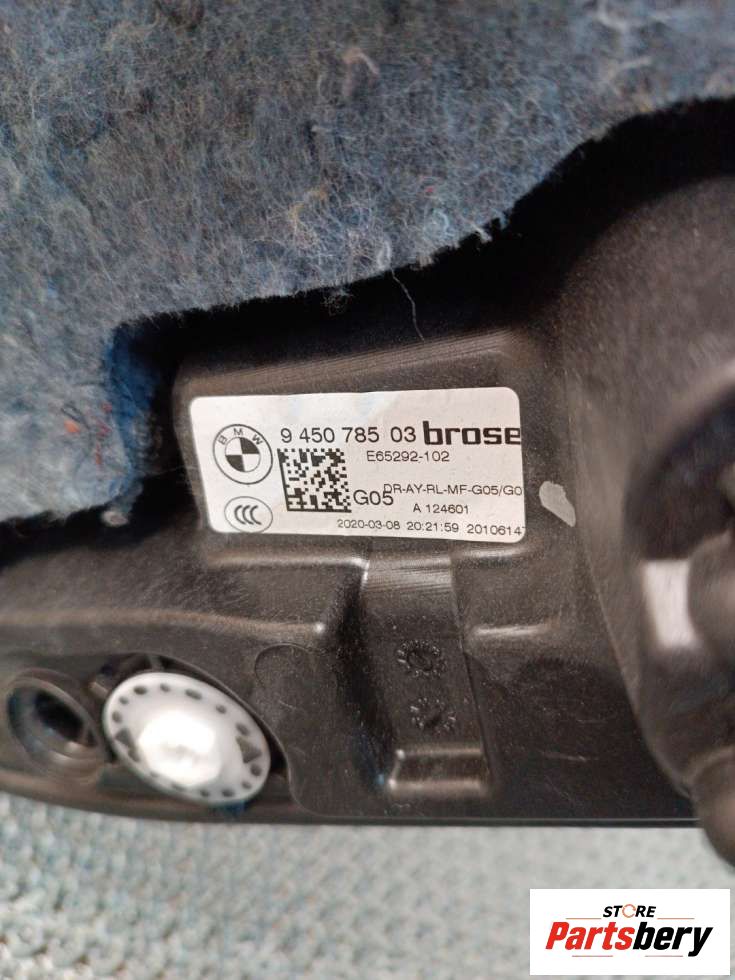 BMW
9 450 785 03 brose
E65292-102
G05
DR-AY-RL-MF-G05/G0
A 124601
CCC
2020-03-08 20:21:59 2010614
STORE
Partsbery